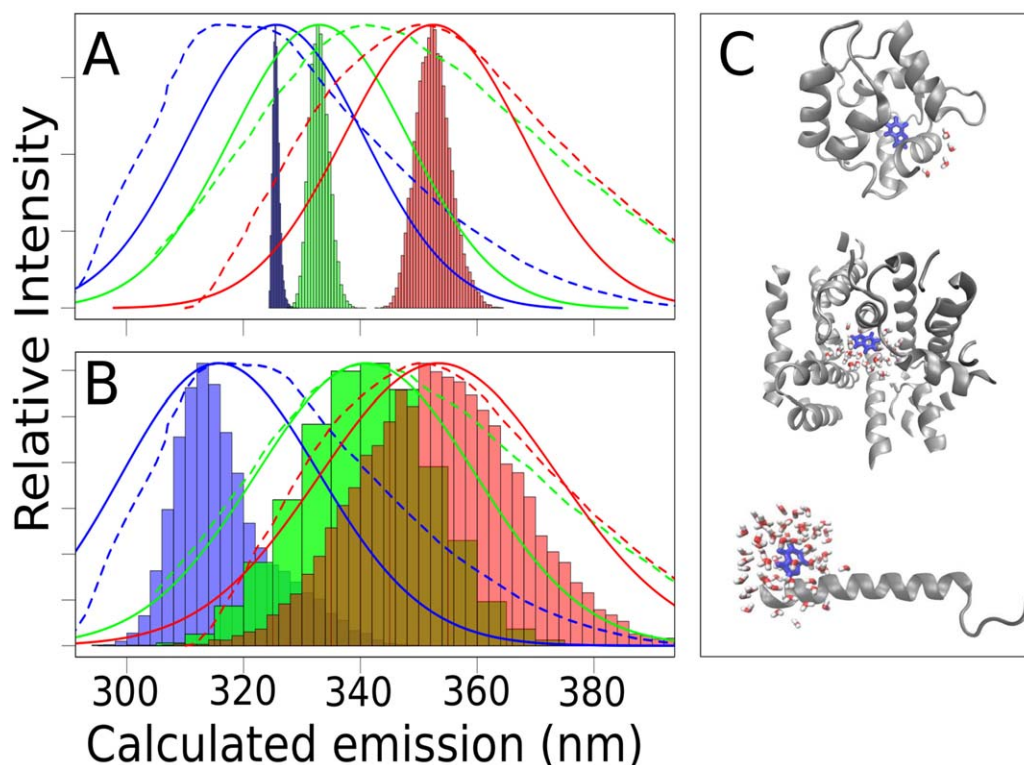 A
B
C
Relative Intensity
300 320 340 360 380
Calculated emission (nm)